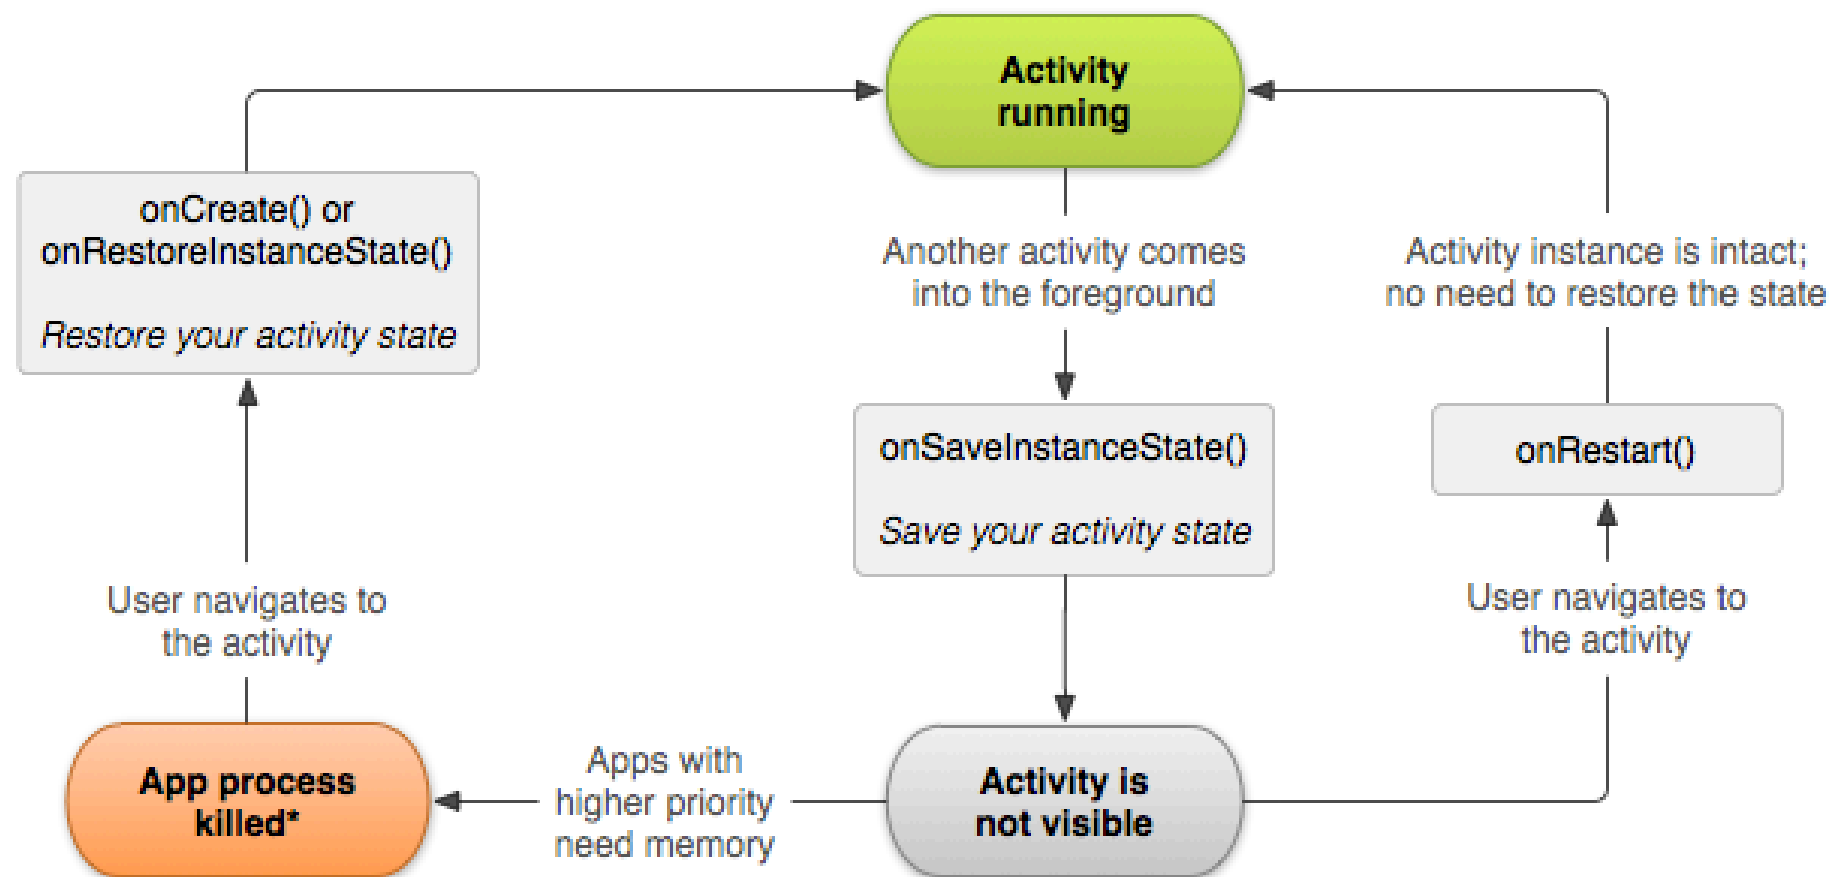 Activity
running
onCreate() or
onRestoreInstanceState()
Restore your activity state
Another activity comes
into the foreground
Activity instance is intact;
no need to restore the state
onSaveInstanceState()
Save your activity state
onRestart()
User navigates to
the activity
User navigates to
the activity
App process
killed*
Apps with
higher priority
need memory
Activity is
not visible